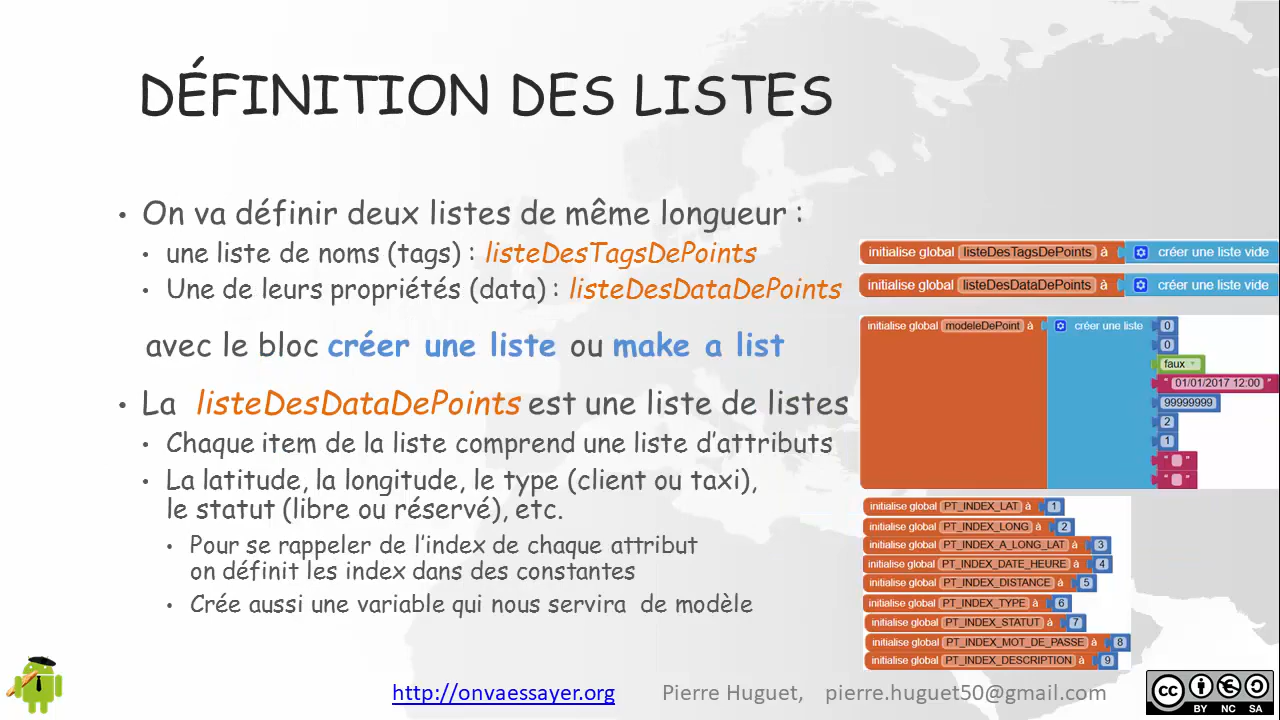 DÉFINITION DES LISTES
• On va définir deux listes de même longueur :
• une liste de noms (tags) : listeDesTagsDePoints
• Une de leurs propriétés (data) : listeDesDataDePoints
avec le bloc créer une liste ou make a list
• La listeDesDataDePoints est une liste de listes
• Chaque item de la liste comprend une liste d'attributs
• La latitude, la longitude, le type (client ou taxi),
le statut (libre ou réservé), etc.
• Pour se rappeler de l'index de chaque attribut
on définit les index dans des constantes
• Crée aussi une variable qui nous servira de modèle
initialise global listeDesTagsDePoints à créer une liste vide
initialise global listeDesDataDePoints à créer une liste vide
initialise global modeleDePoint à créer une liste 0
0
faux
" 01/01/2017 12:00 "
99999999
2
1
" "
" "
initialise global PT_INDEX_LAT à 1
initialise global PT_INDEX_LONG à 2
initialise global PT_INDEX_A_LONG_LAT à 3
initialise global PT_INDEX_DATE_HEURE à 4
initialise global PT_INDEX_DISTANCE à 5
initialise global PT_INDEX_TYPE à 6
initialise global PT_INDEX_STATUT à 7
initialise global PT_INDEX_MOT_DE_PASSE à 8
initialise global PT_INDEX_DESCRIPTION à 9
http://onvaessayer.org Pierre Huguet, pierre.huguet50@gmail.com
cc BY NC SA